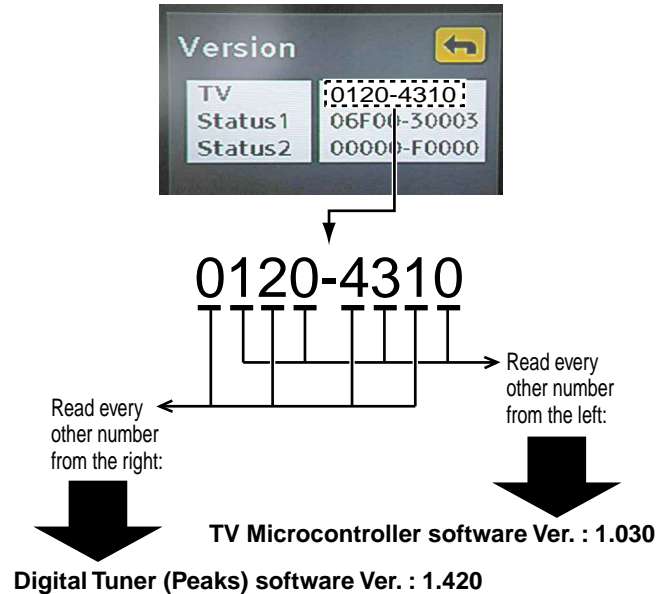 Version
TV 0120-4310
Status1 06F00-30003
Status2 00000-F0000
0120-4310
Read every
other number
from the left:
Read every
other number
from the right:
TV Microcontroller software Ver. : 1.030
Digital Tuner (Peaks) software Ver. : 1.420